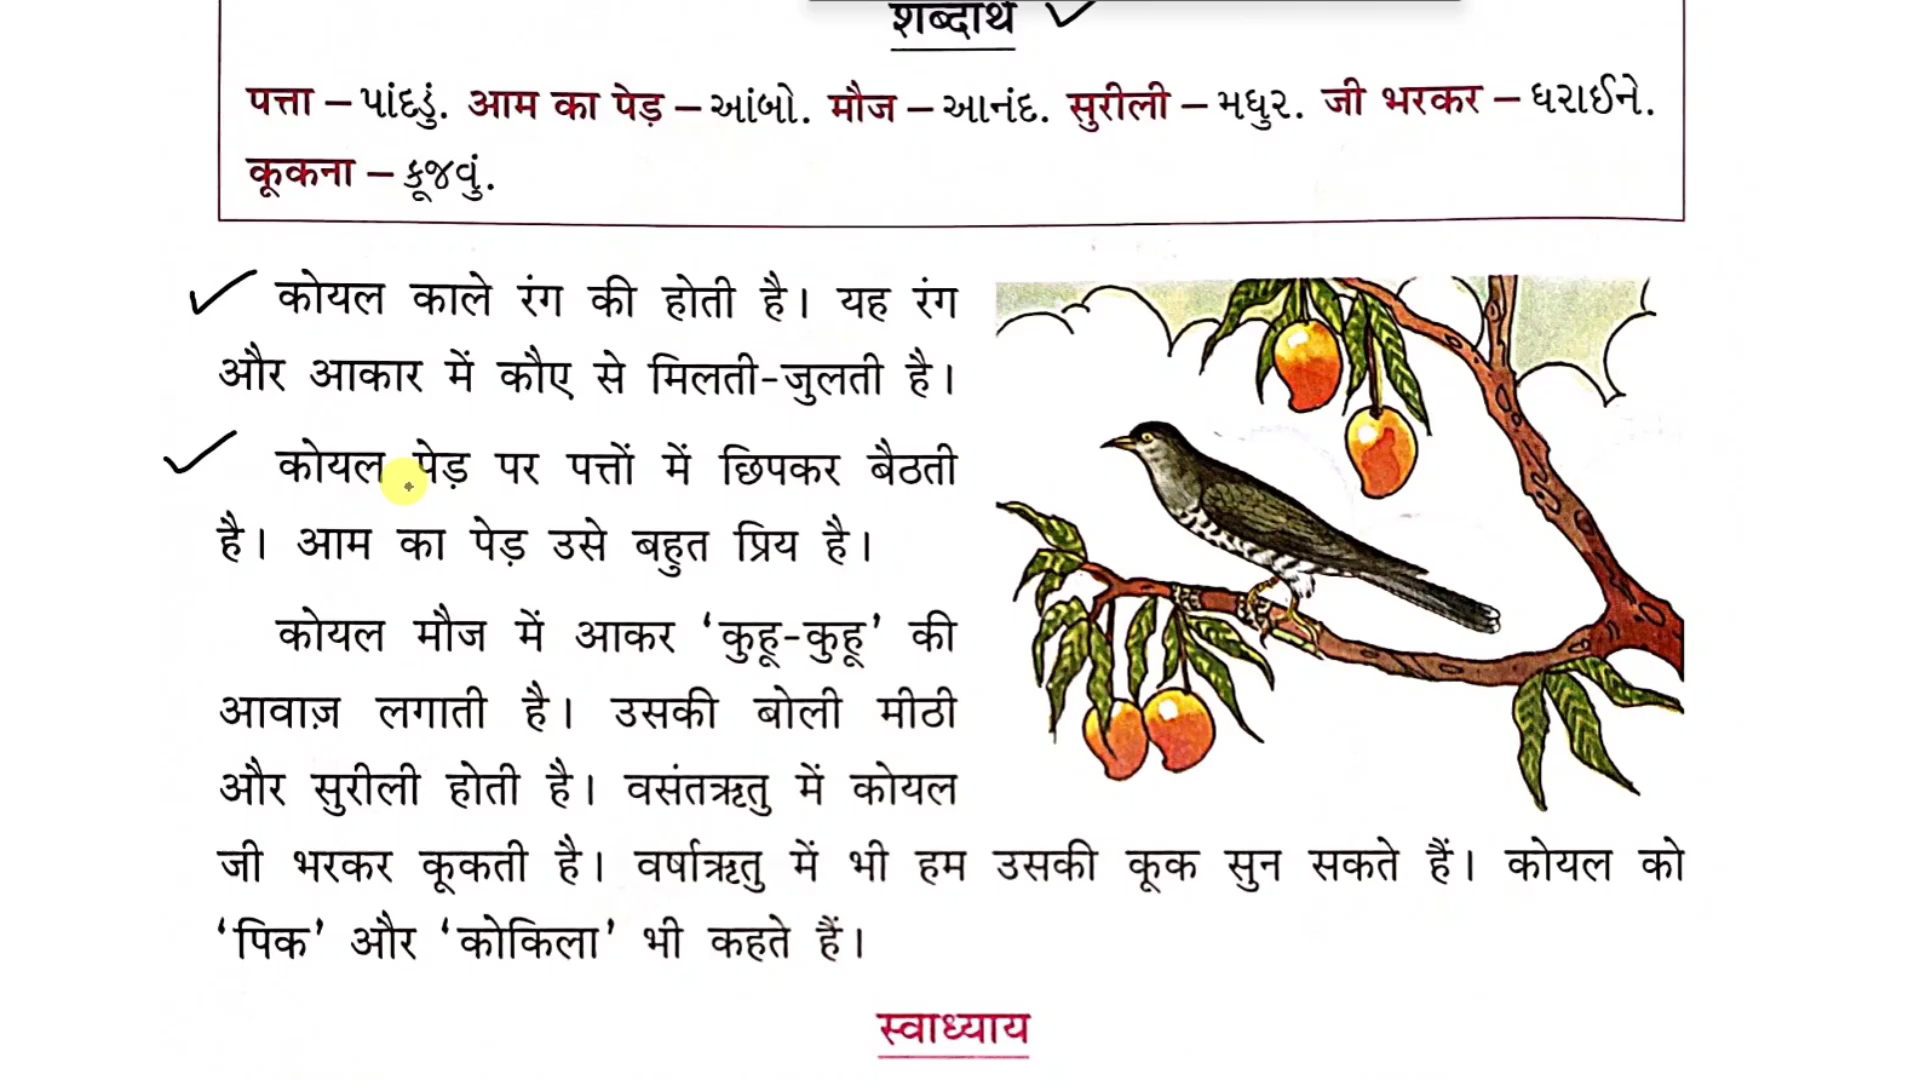 शब्दार्थ
पत्ता – પાંદડું. आम का पेड़ – આંબો. मौज – આનંદ. सुरीली – મધુર. जी भरकर – ધરાઈને.
कूकना – કૂજવું.
कोयल काले रंग की होती है। यह रंग
और आकार में कौए से मिलती-जुलती है।
कोयल पेड़ पर पत्तों में छिपकर बैठती
है। आम का पेड़ उसे बहुत प्रिय है।
कोयल मौज में आकर ‘कुहू-कुहू’ की
आवाज़ लगाती है। उसकी बोली मीठी
और सुरीली होती है। वसंतऋतु में कोयल
जी भरकर कूकती है। वर्षाऋतु में भी हम उसकी कूक सुन सकते हैं। कोयल को
‘पिक’ और ‘कोकिला’ भी कहते हैं।
स्वाध्याय